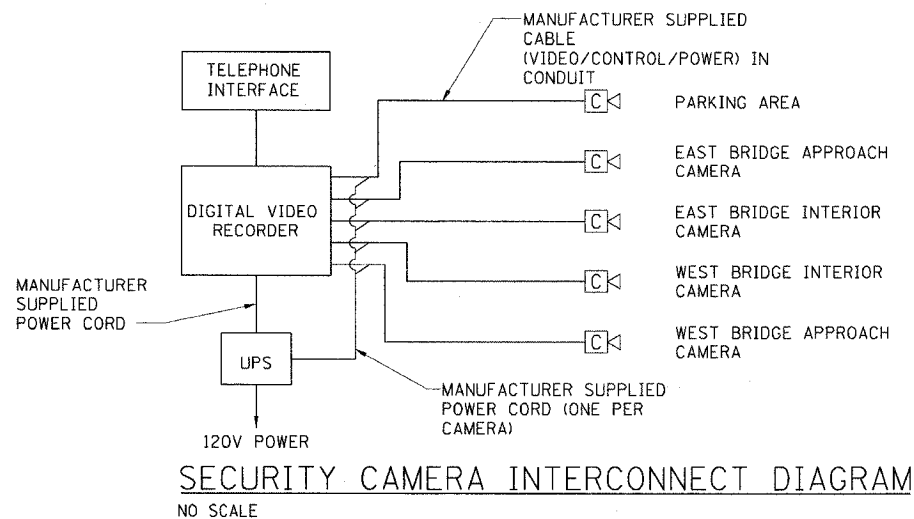 MANUFACTURER SUPPLIED
CABLE
(VIDEO/CONTROL/POWER) IN
CONDUIT
TELEPHONE
INTERFACE
C
PARKING AREA
C
EAST BRIDGE APPROACH
CAMERA
DIGITAL VIDEO
RECORDER
C
EAST BRIDGE INTERIOR
CAMERA
C
WEST BRIDGE INTERIOR
CAMERA
MANUFACTURER
SUPPLIED
POWER CORD
C
WEST BRIDGE APPROACH
CAMERA
UPS
MANUFACTURER SUPPLIED
POWER CORD (ONE PER
CAMERA)
120V POWER
SECURITY CAMERA INTERCONNECT DIAGRAM
NO SCALE